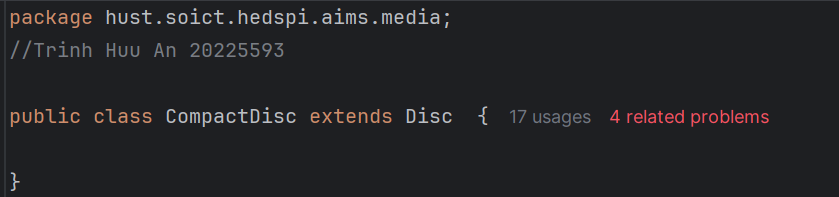 package hust.soict.hedspi.aims.media;
//Trinh Huu An 20225593
public class CompactDisc extends Disc  { 17 usages 4 related problems
}